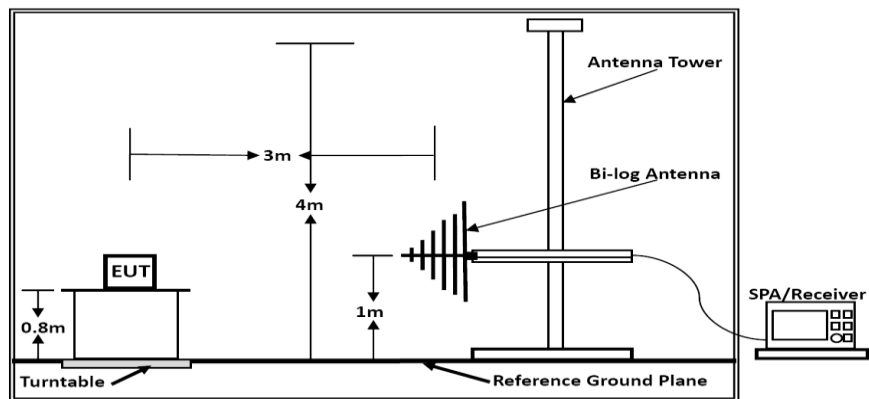 Antenna Tower
3m
Bi-log Antenna
4m
EUT
SPA/Receiver
0.8m
1m
Turntable
Reference Ground Plane